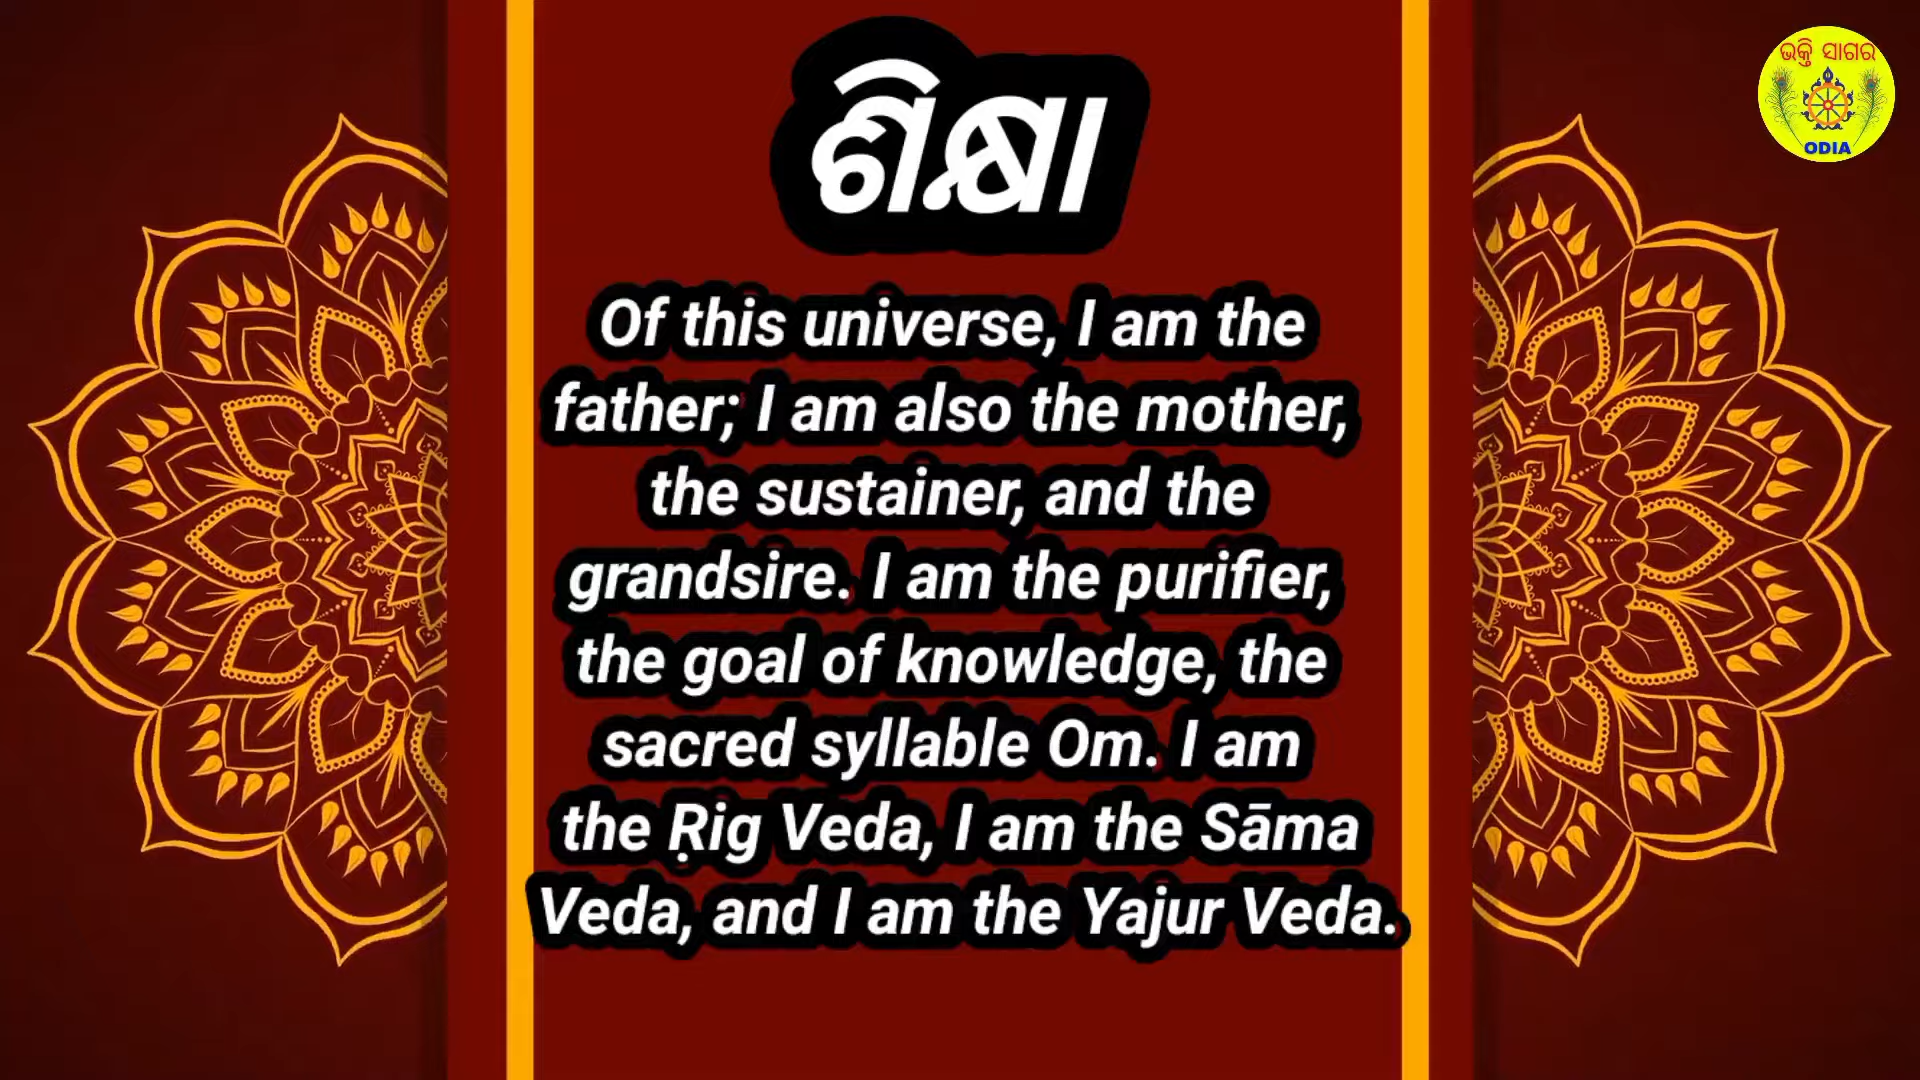 ଭକ୍ତି ସାଗର
ODIA
ଶିକ୍ଷା
Of this universe, I am the
father; I am also the mother,
the sustainer, and the
grandsire. I am the purifier,
the goal of knowledge, the
sacred syllable Om. I am
the Ṛig Veda, I am the Sāma
Veda, and I am the Yajur Veda.